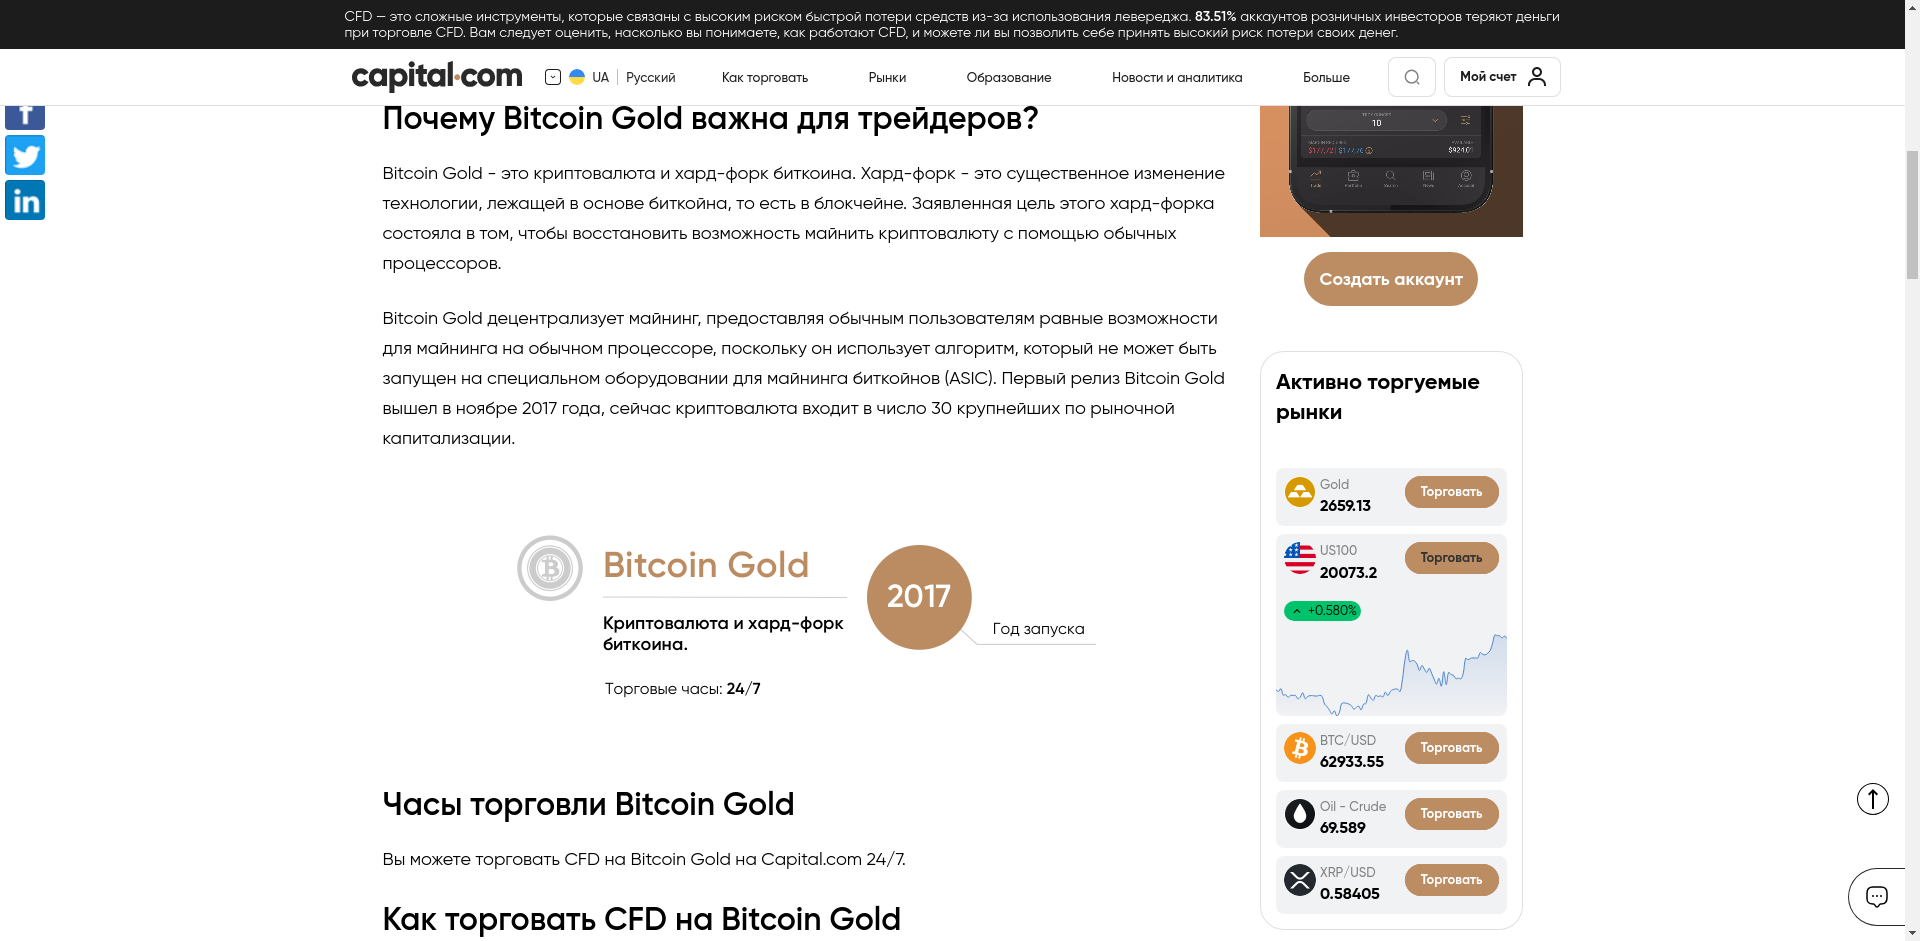 CFD — это сложные инструменты, которые связаны с высоким риском быстрой потери средств из-за использования левереджа. 83.51% аккаунтов розничных инвесторов теряют деньги
при торговле CFD. Вам следует оценить, насколько вы понимаете, как работают CFD, и можете ли вы позволить себе принять высокий риск потери своих денег.
capital.com
UA
Русский
Как торговать
Рынки
Образование
Новости и аналитика
Больше
Мой счет
Почему Bitcoin Gold важна для трейдеров?
Bitcoin Gold - это криптовалюта и хард-форк биткоина. Хард-форк - это существенное изменение
технологии, лежащей в основе биткойна, то есть в блокчейне. Заявленная цель этого хард-форка
состояла в том, чтобы восстановить возможность майнить криптовалюту с помощью обычных
процессоров.
Bitcoin Gold децентрализует майнинг, предоставляя обычным пользователям равные возможности
для майнинга на обычном процессоре, поскольку он использует алгоритм, который не может быть
запущен на специальном оборудовании для майнинга биткойнов (ASIC). Первый релиз Bitcoin Gold
вышел в ноябре 2017 года, сейчас криптовалюта входит в число 30 крупнейших по рыночной
капитализации.
Bitcoin Gold
Криптовалюта и хард-форк
биткоина.
Торговые часы: 24/7
2017
Год запуска
Часы торговли Bitcoin Gold
Вы можете торговать CFD на Bitcoin Gold на Capital.com 24/7.
Как торговать CFD на Bitcoin Gold
10
$924.01
Trade
Portfolio
Search
News
Account
Создать аккаунт
Активно торгуемые
рынки
Gold
2659.13
Торговать
US100
20073.2
Торговать
+0.580%
BTC/USD
62933.55
Торговать
Oil - Crude
69.589
Торговать
XRP/USD
0.58405
Торговать